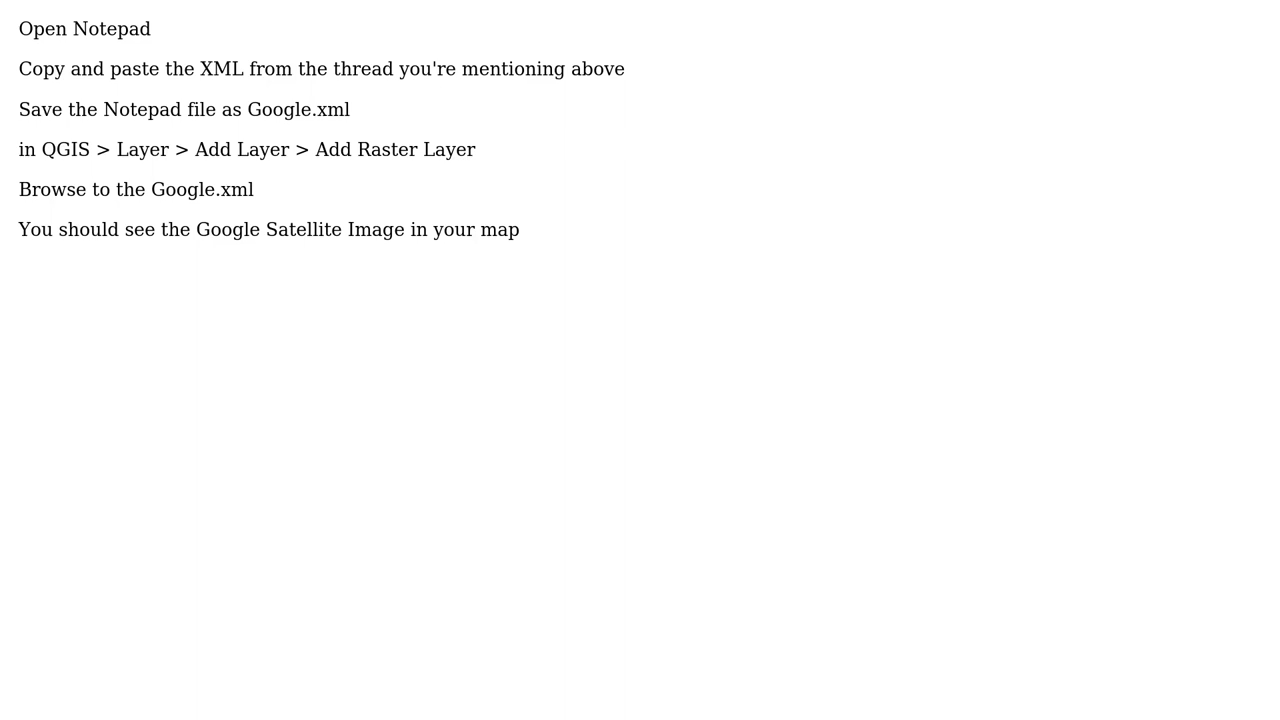 Open Notepad
Copy and paste the XML from the thread you're mentioning above
Save the Notepad file as Google.xml
in QGIS > Layer > Add Layer > Add Raster Layer
Browse to the Google.xml
You should see the Google Satellite Image in your map